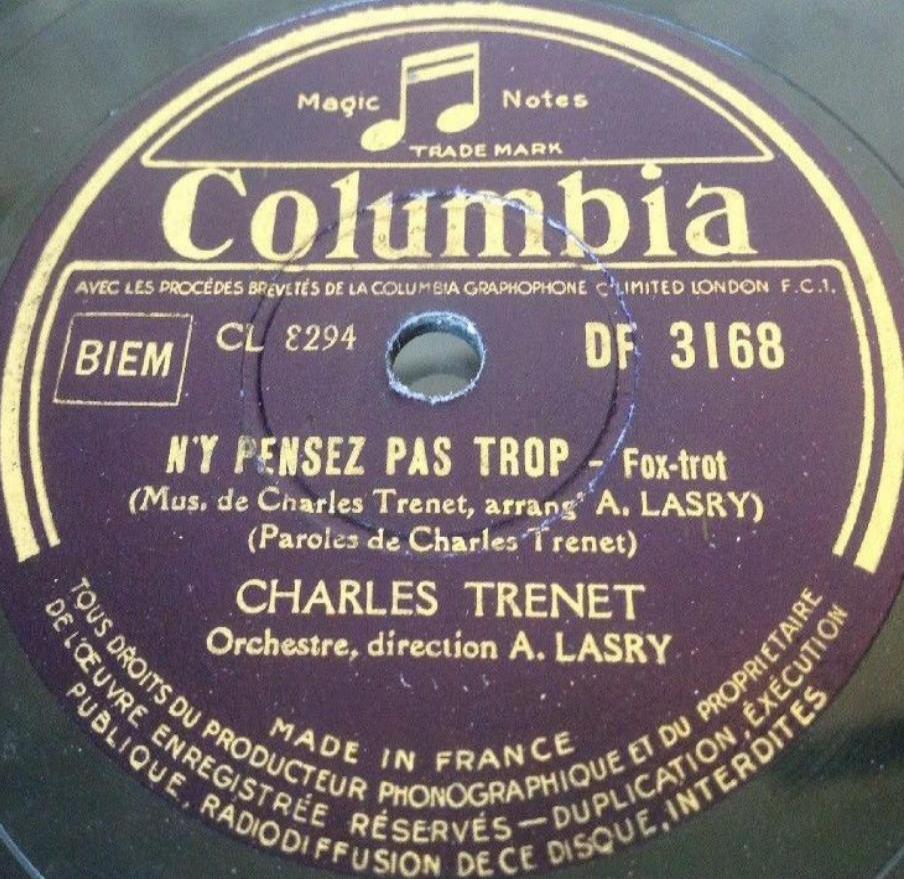 Magic Notes
TRADE MARK
Columbia
AVEC LES PROCÉDÉS BREVETÉS DE LA COLUMBIA GRAPHOPHONE Cº LIMITED LONDON F.C.1.
BIEM CL 8294 DF 3168
N'Y PENSEZ PAS TROP - Fox-trot
(Mus. de Charles Trenet, arrangt A. LASRY)
(Paroles de Charles Trenet)
CHARLES TRENET
Orchestre, direction A. LASRY
MADE IN FRANCE
TOUS DROITS DU PRODUCTEUR PHONOGRAPHIQUE ET DU PROPRIETAIRE
DE L'ŒUVRE ENREGISTRÉE RÉSERVÉS — DUPLICATION, ÉXÉCUTION
PUBLIQUE, RADIODIFFUSION DE CE DISQUE, INTERDITES